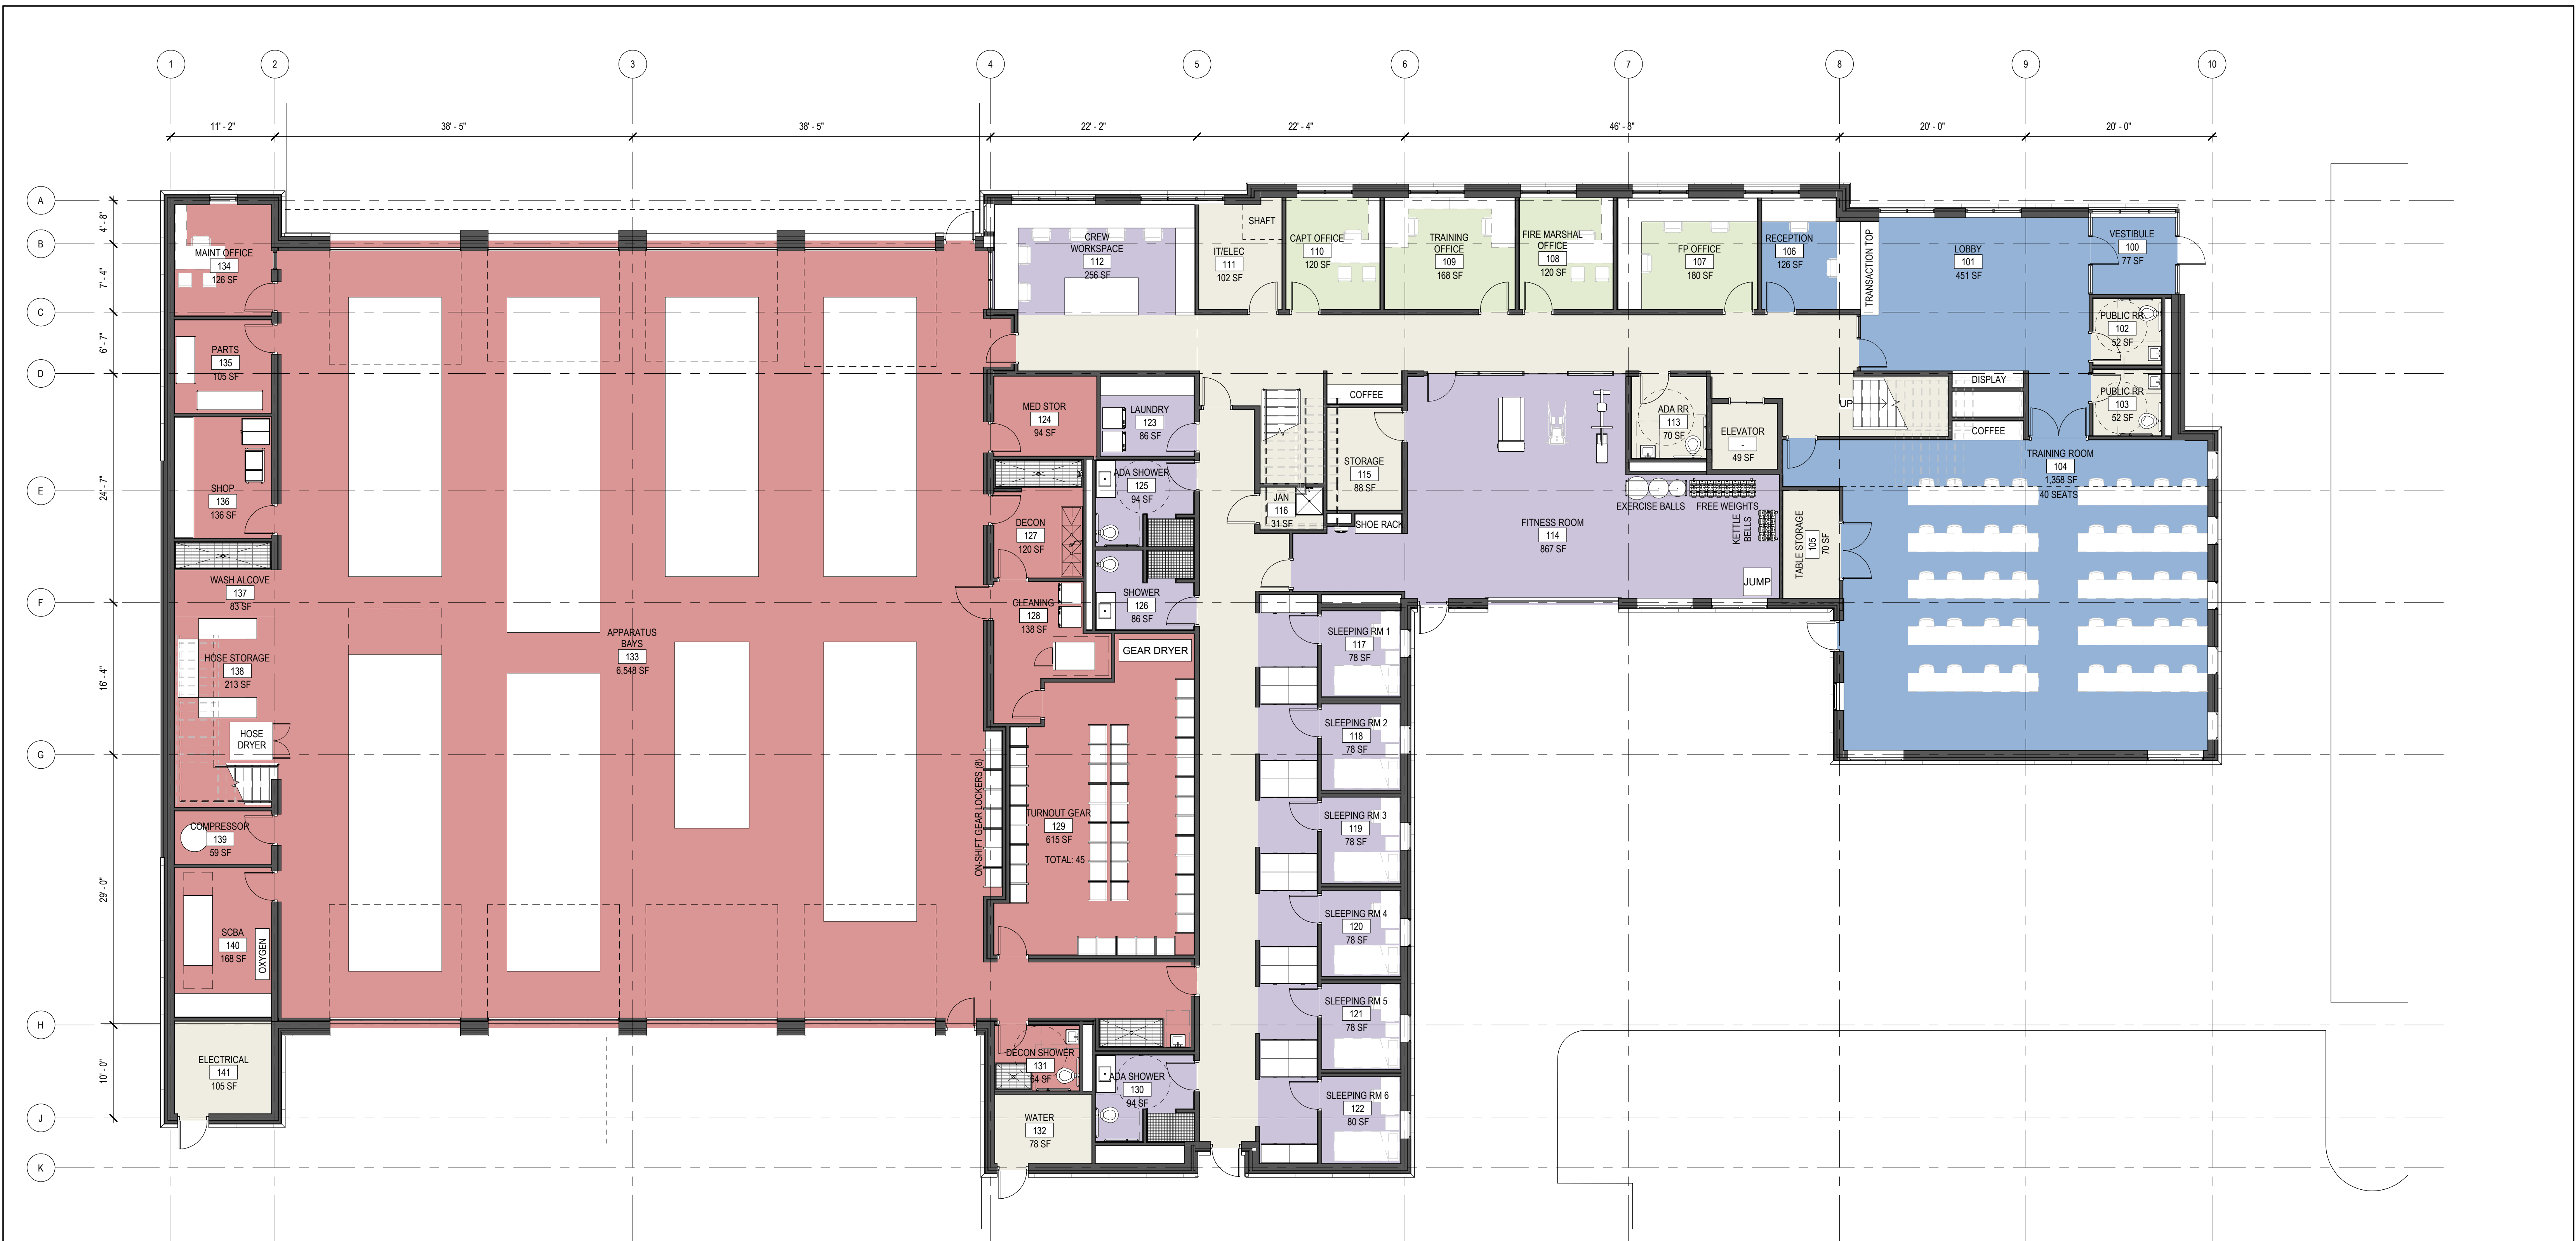 1
2
3
4
5
6
7
8
9
10
11' - 2"
38' - 5"
38' - 5"
22' - 2"
22' - 4"
46' - 8"
20' - 0"
20' - 0"
A
B
C
D
E
F
G
H
J
K
4' - 8"
7' - 4"
6' - 7"
24' - 7"
16' - 4"
29' - 0"
10' - 0"
MAINT OFFICE
134
126 SF
PARTS
135
105 SF
SHOP
136
136 SF
WASH ALCOVE
137
83 SF
HOSE STORAGE
138
213 SF
HOSE
DRYER
COMPRESSOR
139
59 SF
SCBA
140
168 SF
OXYGEN
ELECTRICAL
141
105 SF
APPARATUS
BAYS
133
6,548 SF
CREW
WORKSPACE
112
256 SF
IT/ELEC
111
102 SF
SHAFT
CAPT OFFICE
110
120 SF
TRAINING
OFFICE
109
168 SF
FIRE MARSHAL
OFFICE
108
120 SF
FP OFFICE
107
180 SF
RECEPTION
106
126 SF
TRANSACTION TOP
LOBBY
101
451 SF
VESTIBULE
100
77 SF
PUBLIC RR
102
52 SF
PUBLIC RR
103
52 SF
DISPLAY
COFFEE
UP
TRAINING ROOM
104
1,358 SF
40 SEATS
TABLE STORAGE
105
70 SF
MED STOR
124
94 SF
LAUNDRY
123
86 SF
COFFEE
STORAGE
115
88 SF
JAN
116
31 SF
SHOE RACK
ADA RR
113
70 SF
ELEVATOR
-
49 SF
FITNESS ROOM
114
867 SF
EXERCISE BALLS
FREE WEIGHTS
KETTLE
BELLS
JUMP
ADA SHOWER
125
94 SF
DECON
127
120 SF
SHOWER
126
86 SF
CLEANING
128
138 SF
GEAR DRYER
ON-SHIFT GEAR LOCKERS (8)
TURNOUT GEAR
129
615 SF
TOTAL: 45
SLEEPING RM 1
117
78 SF
SLEEPING RM 2
118
78 SF
SLEEPING RM 3
119
78 SF
SLEEPING RM 4
120
78 SF
SLEEPING RM 5
121
78 SF
SLEEPING RM 6
122
80 SF
DECON SHOWER
131
64 SF
ADA SHOWER
130
94 SF
WATER
132
78 SF